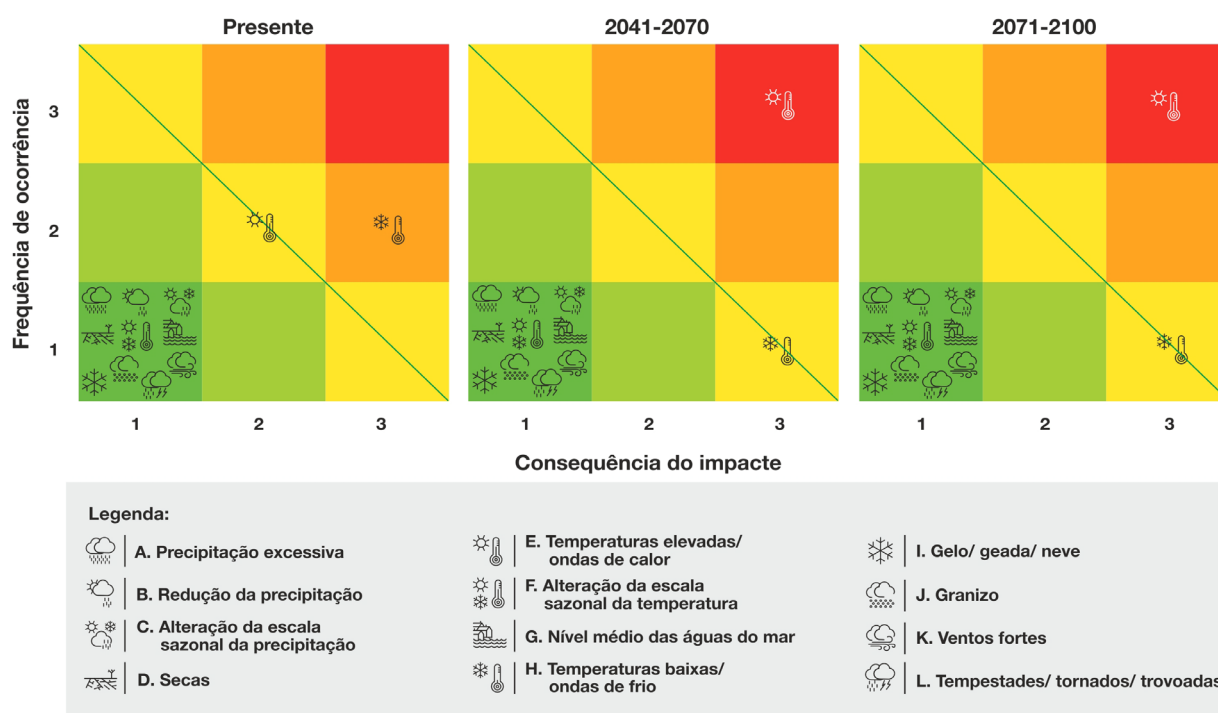 Presente
2041-2070
2071-2100
Frequência de ocorrência
3
2
1
1
2
3
1
2
3
1
2
3
Consequência do impacte
Legenda:
A. Precipitação excessiva
B. Redução da precipitação
C. Alteração da escala
sazonal da precipitação
D. Secas
E. Temperaturas elevadas/
ondas de calor
F. Alteração da escala
sazonal da temperatura
G. Nível médio das águas do mar
H. Temperaturas baixas/
ondas de frio
I. Gelo/ geada/ neve
J. Granizo
K. Ventos fortes
L. Tempestades/ tornados/ trovoadas